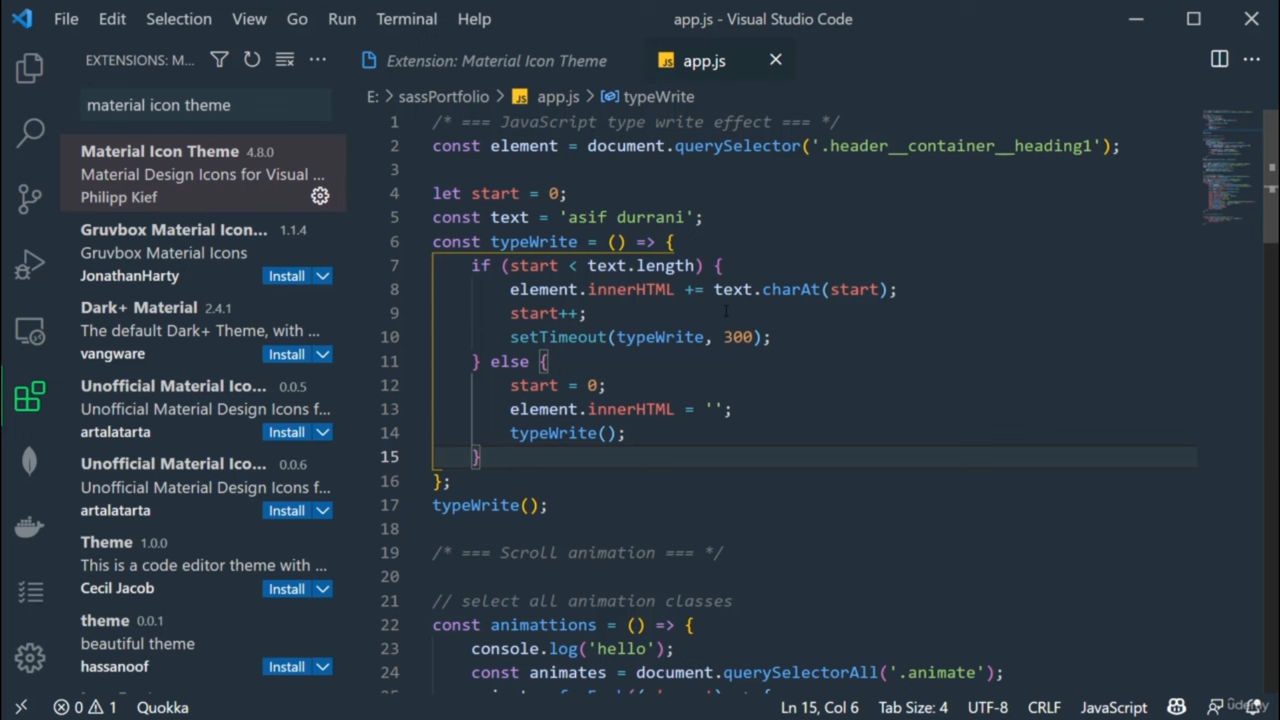 File Edit Selection View Go Run Terminal Help app.js - Visual Studio Code
EXTENSIONS: M...
Extension: Material Icon Theme
app.js
material icon theme
E: > sassPortfolio > app.js > typeWrite
Material Icon Theme 4.8.0
Material Design Icons for Visual ...
Philipp Kief
Gruvbox Material Icon... 1.1.4
Gruvbox Material Icons
JonathanHarty Install
Dark+ Material 2.4.1
The default Dark+ Theme, with ...
vangware Install
Unofficial Material Ico... 0.0.5
Unofficial Material Design Icons f...
artalatarta Install
Unofficial Material Ico... 0.0.6
Unofficial Material Design Icons f...
artalatarta Install
Theme 1.0.0
This is a code editor theme with ...
Cecil Jacob Install
theme 0.0.1
beautiful theme
hassanoof Install
1 /* === JavaScript type write effect === */
2 const element = document.querySelector('.header__container__heading1');
3
4 let start = 0;
5 const text = 'asif durrani';
6 const typeWrite = () => {
7 if (start < text.length) {
8 element.innerHTML += text.charAt(start);
9 start++;
10 setTimeout(typeWrite, 300);
11 } else {
12 start = 0;
13 element.innerHTML = '';
14 typeWrite();
15 }
16 };
17 typeWrite();
18
19 /* === Scroll animation === */
20
21 // select all animation classes
22 const animattions = () => {
23 console.log('hello');
24 const animates = document.querySelectorAll('.animate');
0 1 Quokka Ln 15, Col 6 Tab Size: 4 UTF-8 CRLF JavaScript
ûdemy